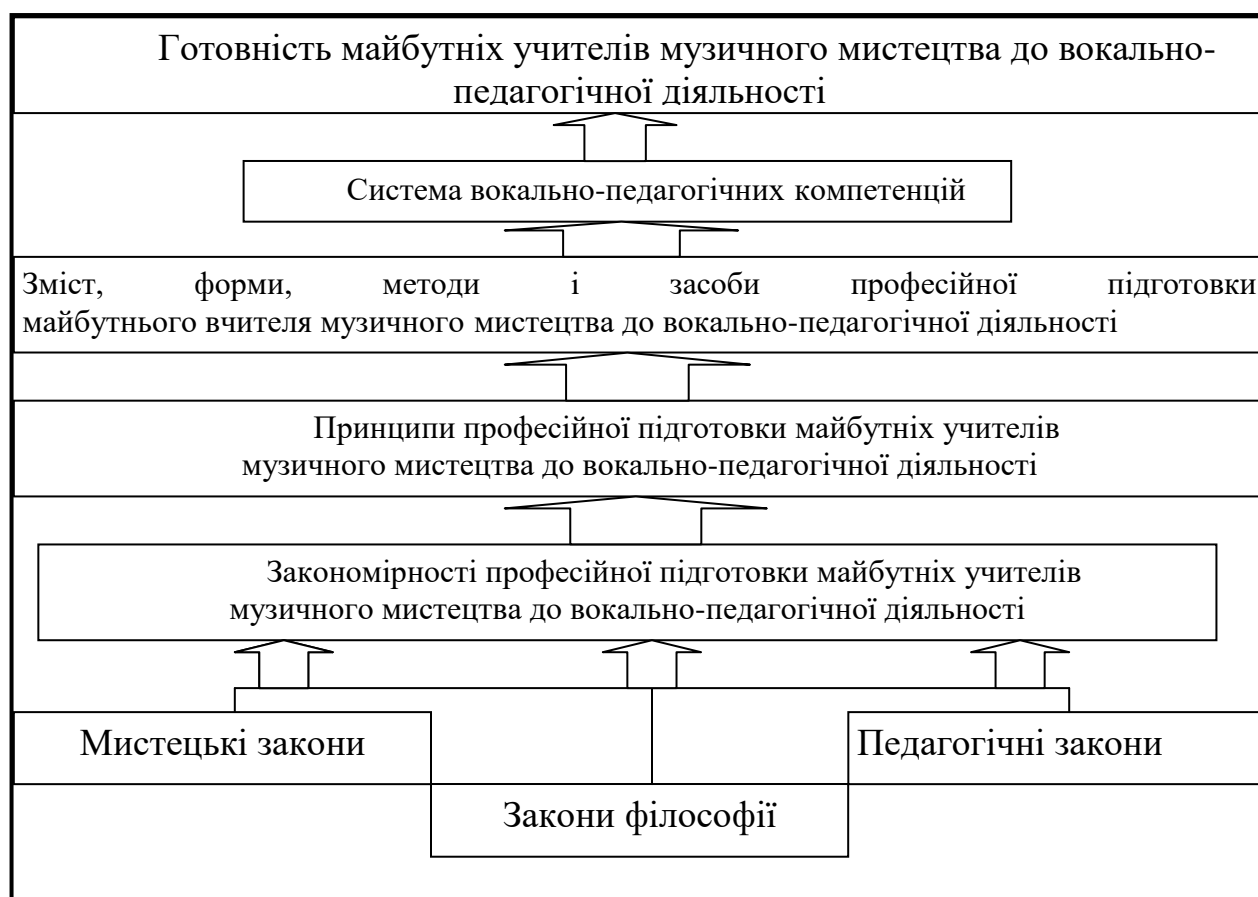 Готовність майбутніх учителів музичного мистецтва до вокально-
педагогічної діяльності
Система вокально-педагогічних компетенцій
Зміст, форми, методи і засоби професійної підготовки
майбутнього вчителя музичного мистецтва до вокально-педагогічної діяльності
Принципи професійної підготовки майбутніх учителів
музичного мистецтва до вокально-педагогічної діяльності
Закономірності професійної підготовки майбутніх учителів
музичного мистецтва до вокально-педагогічної діяльності
Мистецькі закони
Педагогічні закони
Закони філософії